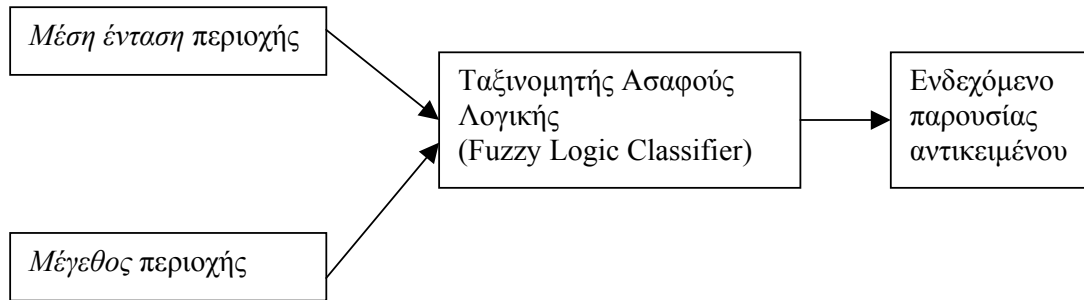 Μέση ένταση περιοχής
Ταξινομητής Ασαφούς
Λογικής
(Fuzzy Logic Classifier)
Ενδεχόμενο
παρουσίας
αντικειμένου
Μέγεθος περιοχής